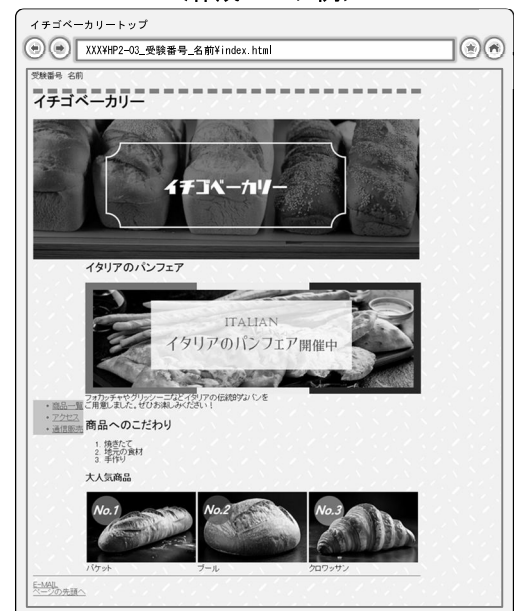 イチゴベーカリートップ
XXX¥HP2-03_受験番号_名前¥index.html
受験番号 名前
イチゴベーカリー
イチゴベーカリー
イタリアのパンフェア
ITALIAN
イタリアのパンフェア開催中
フォカッチャやグリッシーニなどイタリアの伝統的なパンを
ご用意しました。ぜひお楽しみください！
・商品一覧
・アクセス
・通信販売
商品へのこだわり
1. 焼きたて
2. 地元の食材
3. 手作り
大人気商品
No.1 No.2 No.3
バケット ブール クロワッサン
E-MAIL
ページの先頭へ